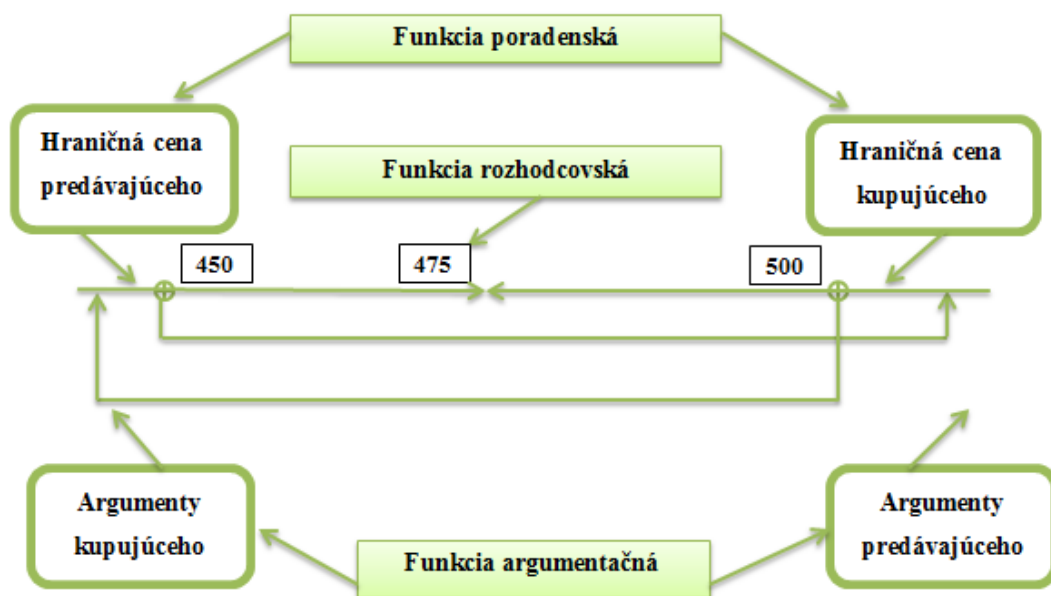 Funkcia poradenská
Hraničná cena
predávajúceho
Funkcia rozhodcovská
Hraničná cena
kupujúceho
450
475
500
Argumenty
kupujúceho
Funkcia argumentačná
Argumenty
predávajúceho